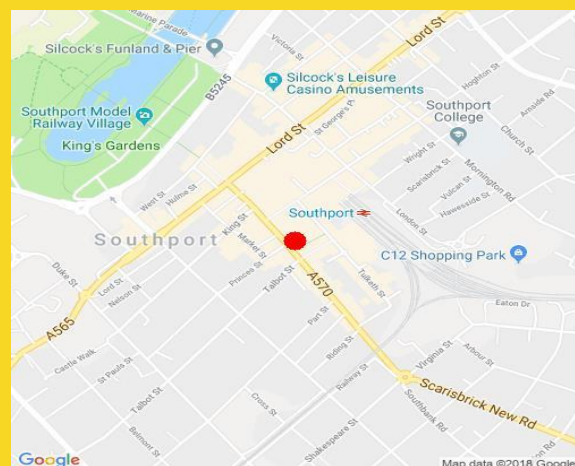 Marine Parade
Silcock's Funland & Pier
Victoria St
Lord St
B5245
Silcock's Leisure
Casino Amusements
Hoghton St
Arnside Rd
Southport Model
Railway Village
Southport
College
St George's Pl
Church St
King's Gardens
Lord St
Wright St
Mornington Rd
Scarisbrick St
Vulcan St
Hawesside St
West St
Hulme St
Southport
London St
King St
Southport
Market St
C12 Shopping Park
Duke St
Princes St
Talbot St
Tulketh St
Lord St
Nelson St
A570
Eaton Dr
A565
Part St
Castle Walk
Riding St
Virginia St
Arbour St
St Pauls St
Railway St
Talbot St
Scarisbrick New Rd
Cross St
Southbank Rd
Belmont St
Shakespeare St
Google
Map data ©2018 Google